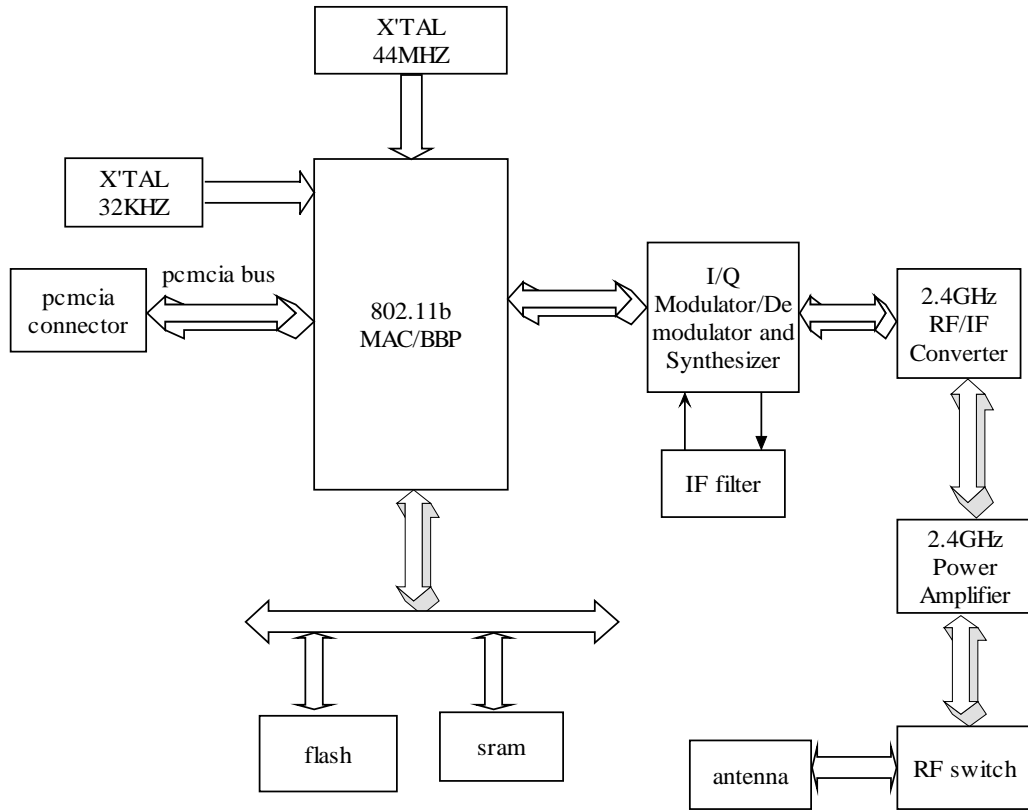 X'TAL
44MHZ
X'TAL
32KHZ
pcmcia bus
pcmcia
connector
802.11b
MAC/BBP
I/Q
Modulator/De
modulator and
Synthesizer
2.4GHz
RF/IF
Converter
IF filter
2.4GHz
Power
Amplifier
flash
sram
antenna
RF switch